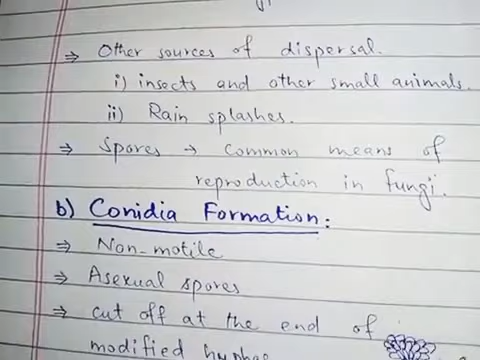 ⇒ Other sources of dispersal.
i) insects and other small animals.
ii) Rain splashes.
⇒ Spores → common means of
reproduction in fungi.
b) Conidia Formation:
⇒ Non-motile
⇒ Asexual spores
⇒ cut off at the end of
modified hyphae